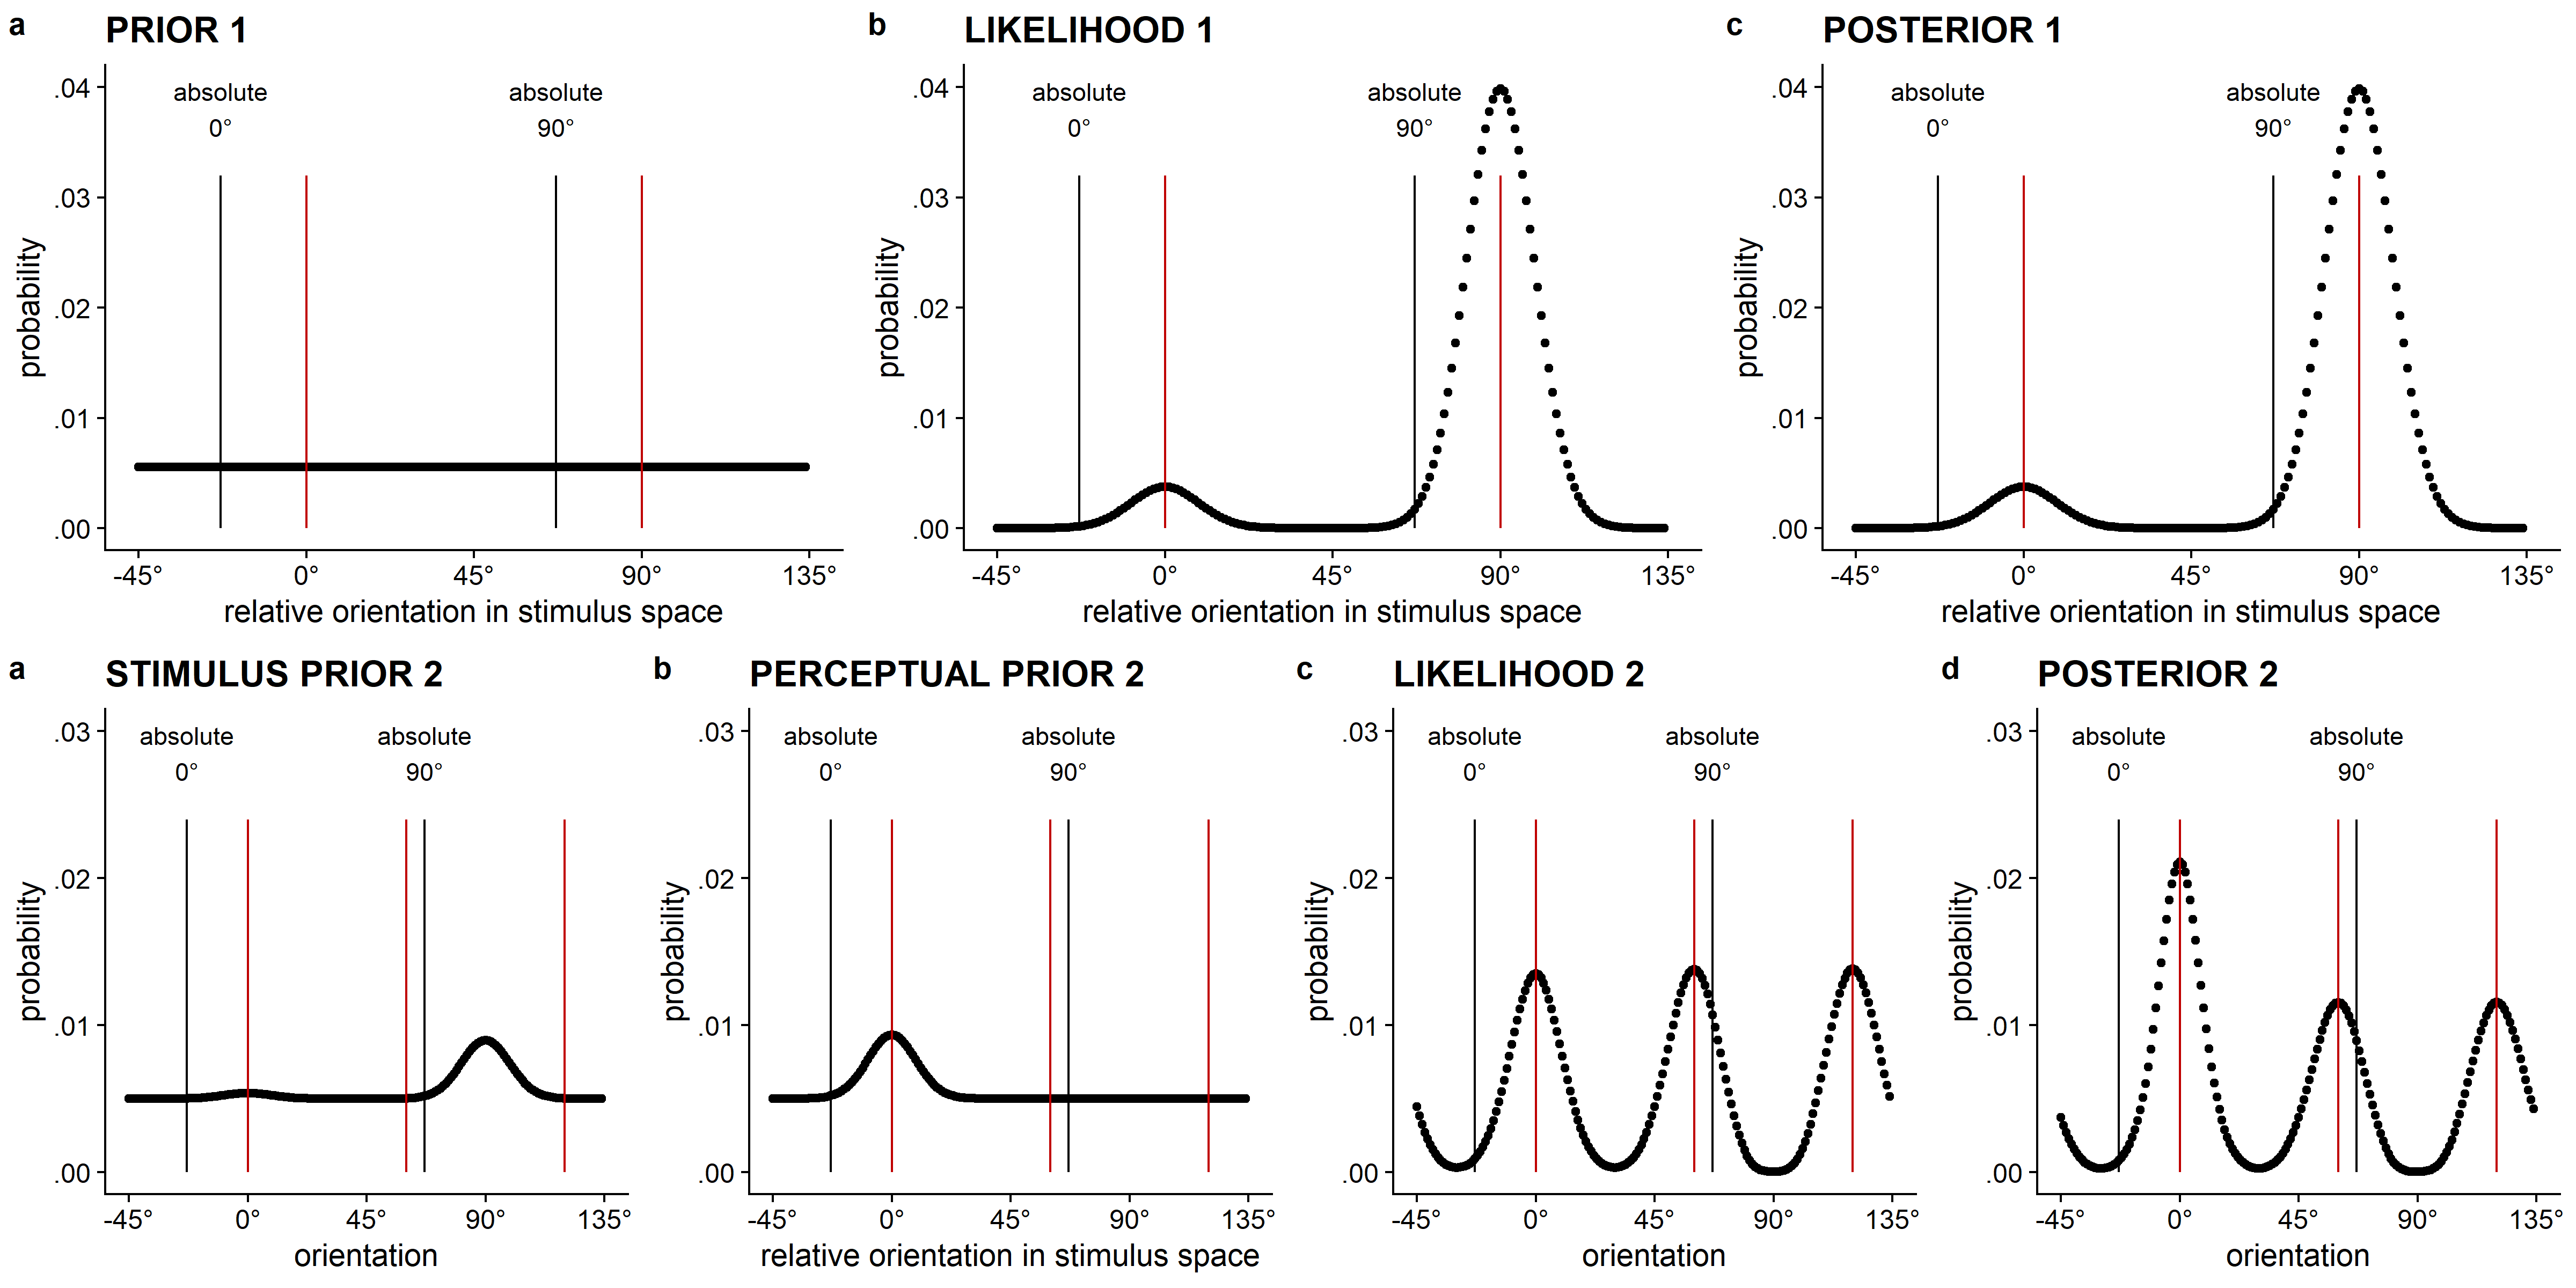 a PRIOR 1
absolute
0°
absolute
90°
.04
.03
.02
.01
.00
probability
-45° 0° 45° 90° 135°
relative orientation in stimulus space
b LIKELIHOOD 1
absolute
0°
absolute
90°
.04
.03
.02
.01
.00
probability
-45° 0° 45° 90° 135°
relative orientation in stimulus space
c POSTERIOR 1
absolute
0°
absolute
90°
.04
.03
.02
.01
.00
probability
-45° 0° 45° 90° 135°
relative orientation in stimulus space
a STIMULUS PRIOR 2
absolute
0°
absolute
90°
.03
.02
.01
.00
probability
-45° 0° 45° 90° 135°
orientation
b PERCEPTUAL PRIOR 2
absolute
0°
absolute
90°
.03
.02
.01
.00
probability
-45° 0° 45° 90° 135°
relative orientation in stimulus space
c LIKELIHOOD 2
absolute
0°
absolute
90°
.03
.02
.01
.00
probability
-45° 0° 45° 90° 135°
orientation
d POSTERIOR 2
absolute
0°
absolute
90°
.03
.02
.01
.00
probability
-45° 0° 45° 90° 135°
orientation